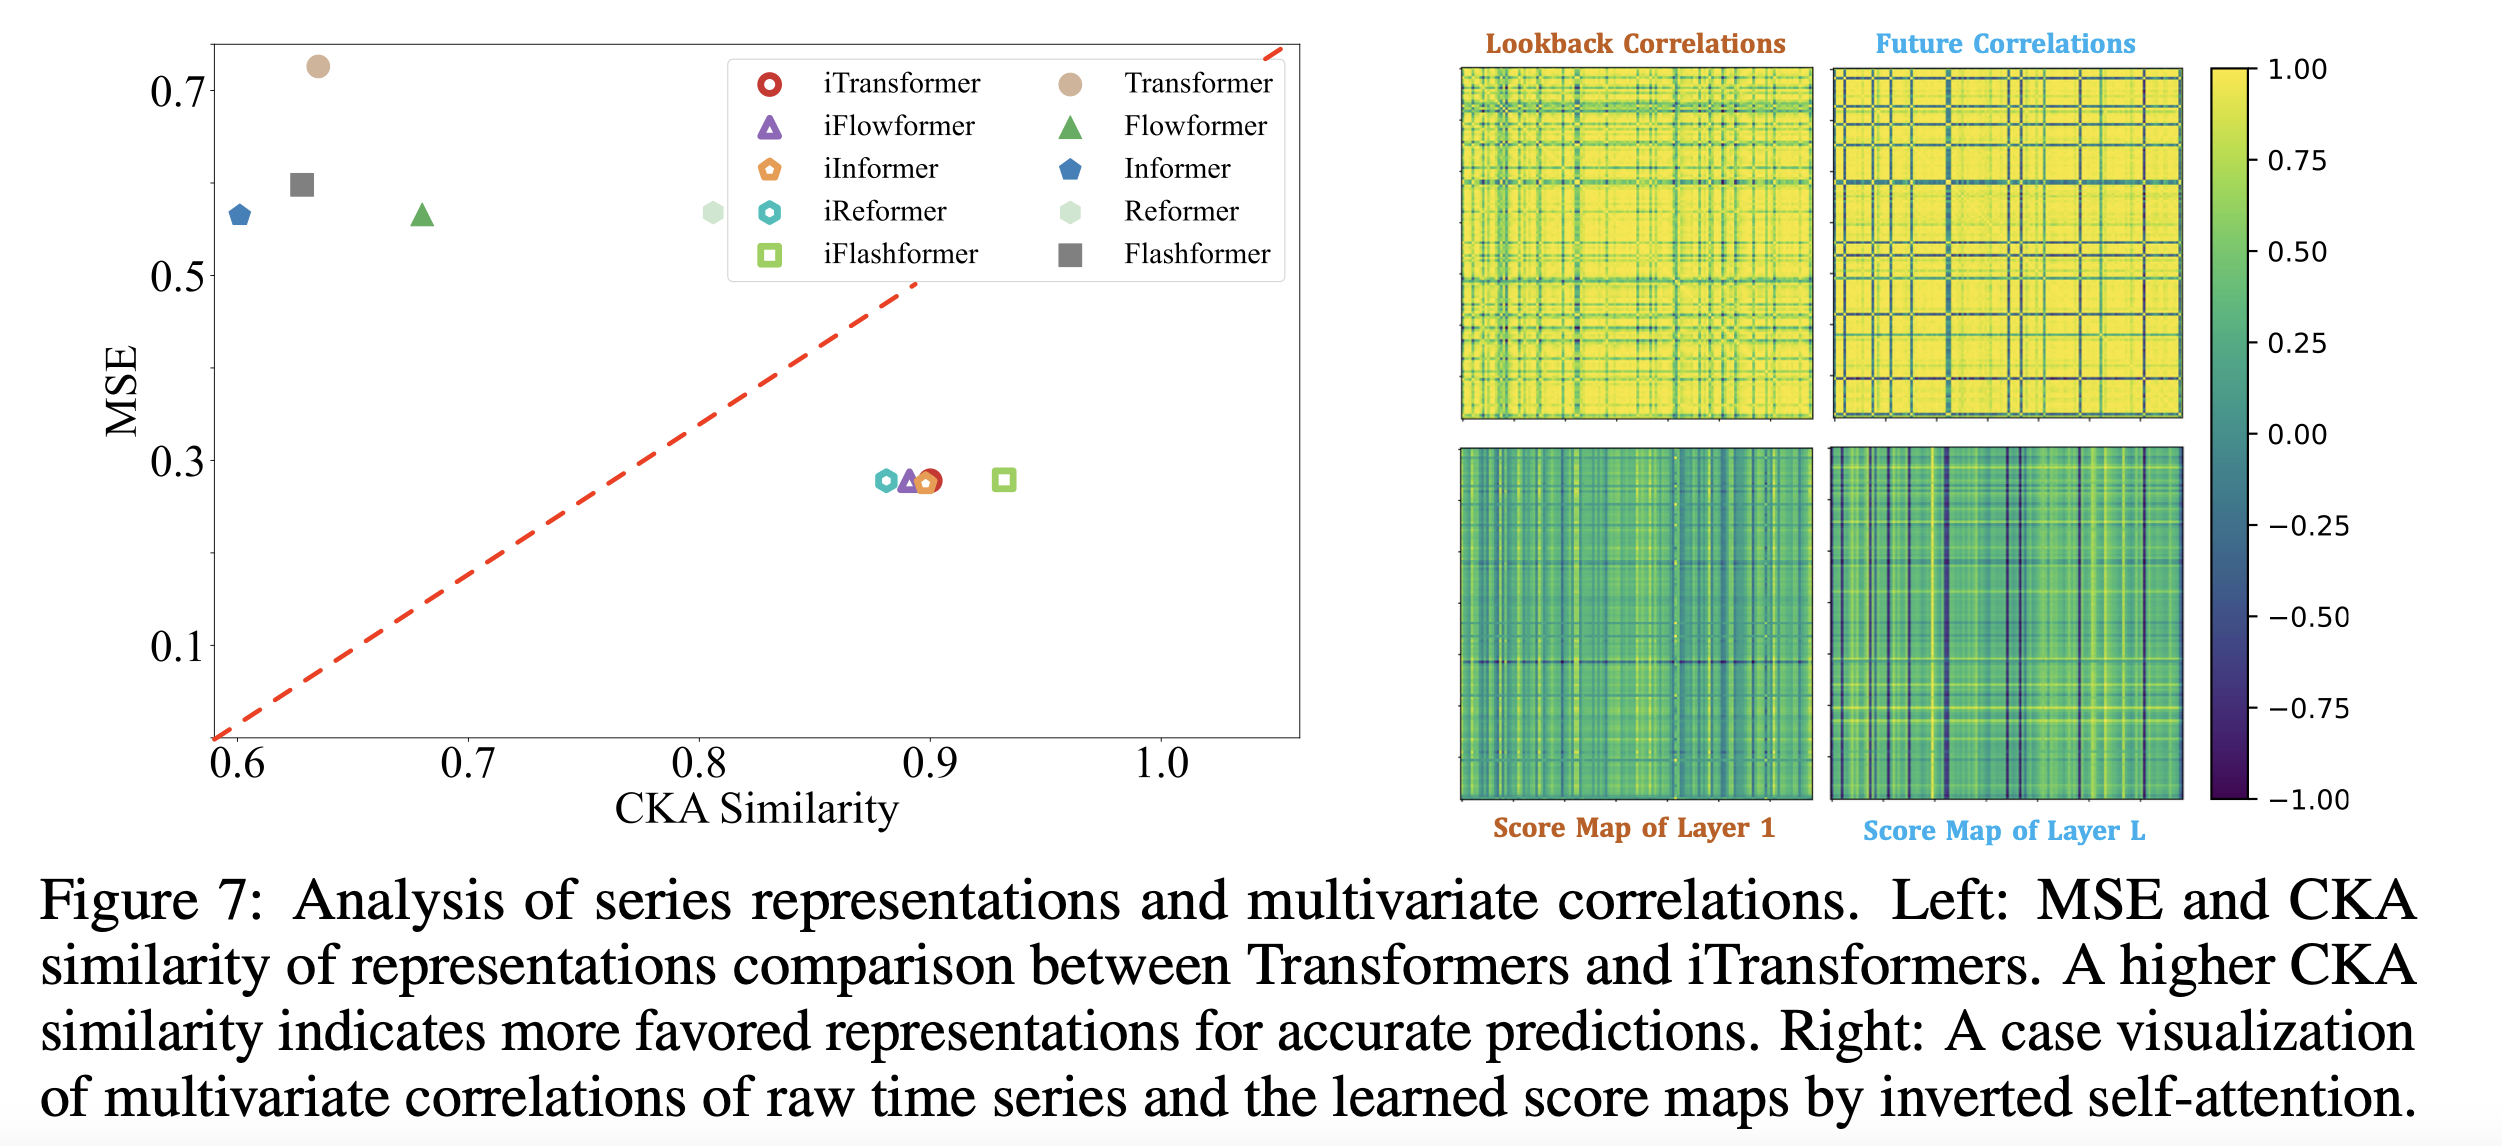 0.7
0.5
0.3
0.1
MSE
0.6 0.7 0.8 0.9 1.0
CKA Similarity
iTransformer Transformer
iFlowformer Flowformer
iInformer Informer
iReformer Reformer
iFlashformer Flashformer
Lookback Correlations Future Correlations
Score Map of Layer 1 Score Map of Layer L
1.00
0.75
0.50
0.25
0.00
−0.25
−0.50
−0.75
−1.00
Figure 7: Analysis of series representations and multivariate correlations. Left: MSE and CKA
similarity of representations comparison between Transformers and iTransformers. A higher CKA
similarity indicates more favored representations for accurate predictions. Right: A case visualization
of multivariate correlations of raw time series and the learned score maps by inverted self-attention.